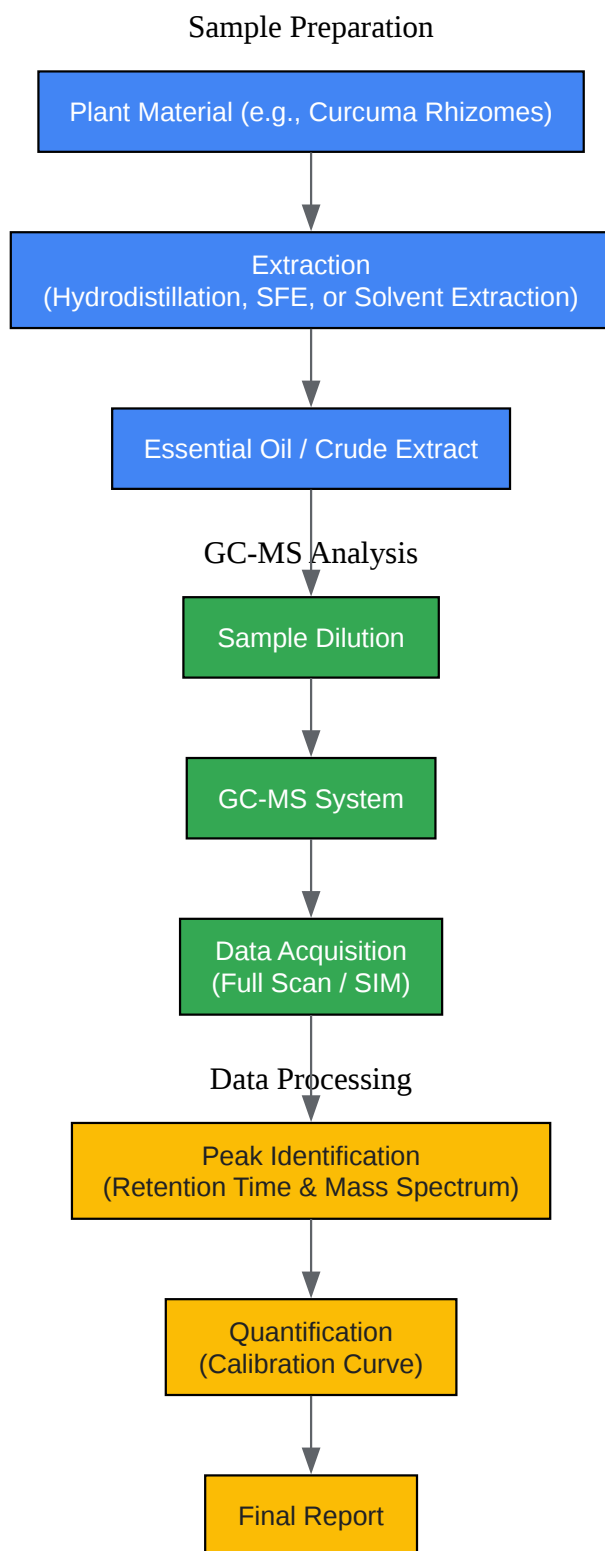 Sample Preparation
Plant Material (e.g., Curcuma Rhizomes)
Extraction
(Hydrodistillation, SFE, or Solvent Extraction)
Essential Oil / Crude Extract
GC-MS Analysis
Sample Dilution
GC-MS System
Data Acquisition
(Full Scan / SIM)
Data Processing
Peak Identification
(Retention Time & Mass Spectrum)
Quantification
(Calibration Curve)
Final Report